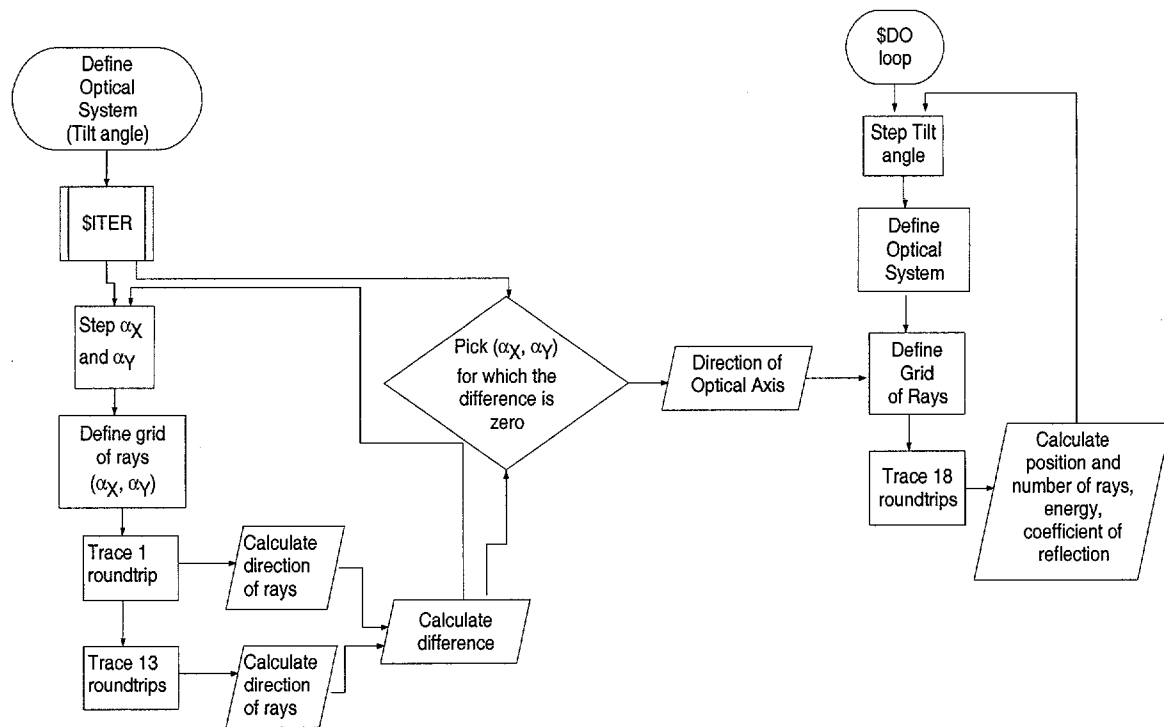 Define
Optical
System
(Tilt angle)
$ITER
Step αX
and αY
Define grid
of rays
(αX, αY)
Trace 1
roundtrip
Calculate
direction
of rays
Trace 13
roundtrips
Calculate
direction
of rays
Calculate
difference
Pick (αX, αY)
for which the
difference is
zero
Direction of
Optical Axis
$DO
loop
Step Tilt
angle
Define
Optical
System
Define
Grid
of Rays
Trace 18
roundtrips
Calculate
position and
number of rays,
energy,
coefficient of
reflection